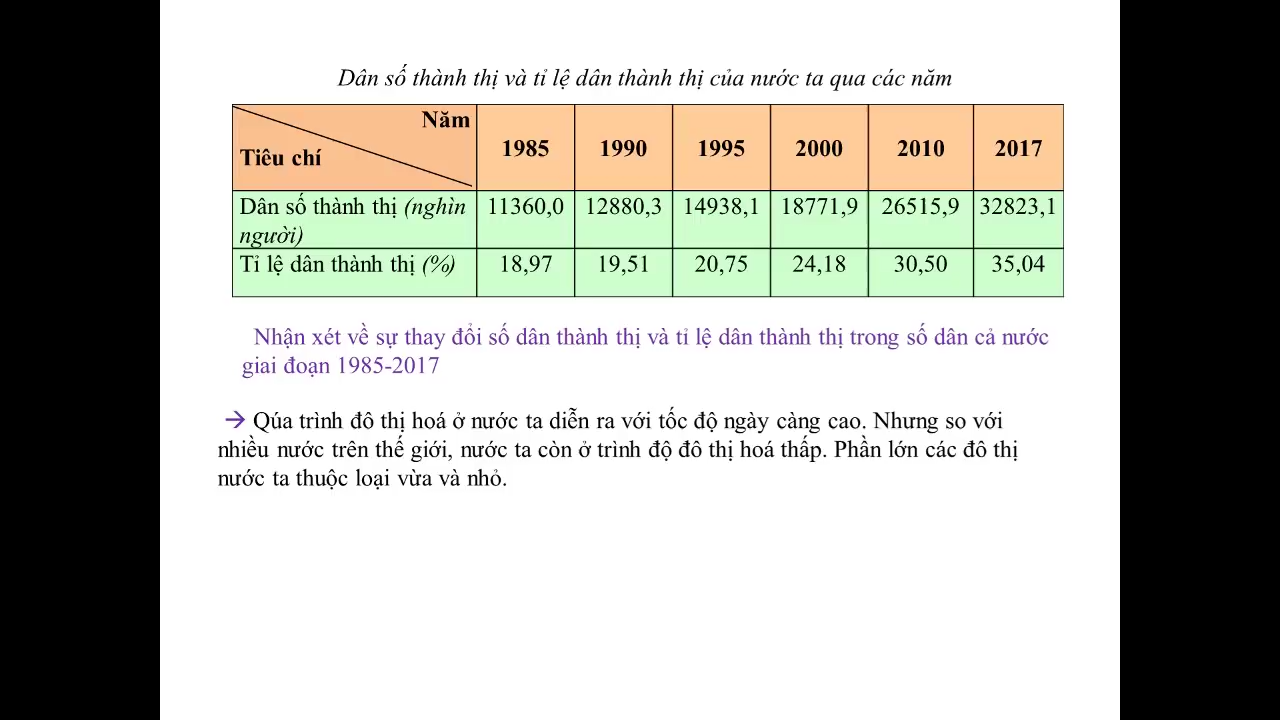 Dân số thành thị và tỉ lệ dân thành thị của nước ta qua các năm
Năm
Tiêu chí
1985 1990 1995 2000 2010 2017
Dân số thành thị (nghìn người) 11360,0 12880,3 14938,1 18771,9 26515,9 32823,1
Tỉ lệ dân thành thị (%) 18,97 19,51 20,75 24,18 30,50 35,04
Nhận xét về sự thay đổi số dân thành thị và tỉ lệ dân thành thị trong số dân cả nước
giai đoạn 1985-2017
→ Qúa trình đô thị hoá ở nước ta diễn ra với tốc độ ngày càng cao. Nhưng so với
nhiều nước trên thế giới, nước ta còn ở trình độ đô thị hoá thấp. Phần lớn các đô thị
nước ta thuộc loại vừa và nhỏ.